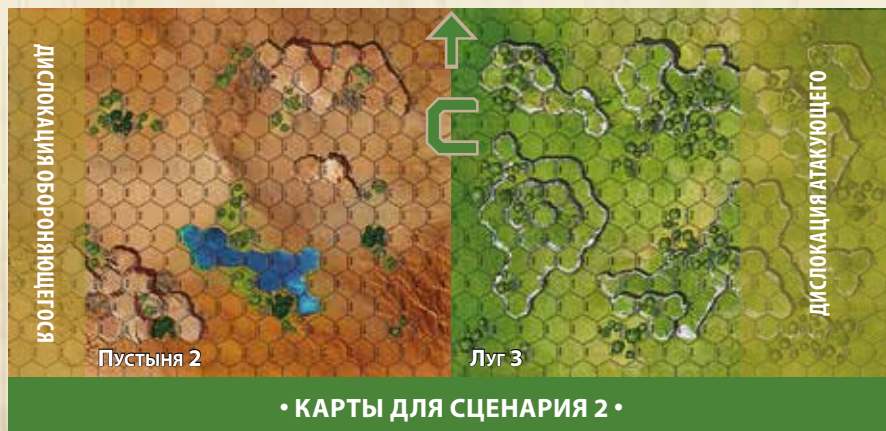 ДИСЛОКАЦИЯ ОБОРОНЯЮЩЕГОСЯ
С
ДИСЛОКАЦИЯ АТАКУЮЩЕГО
Пустыня 2
Луг 3
• КАРТЫ ДЛЯ СЦЕНАРИЯ 2 •